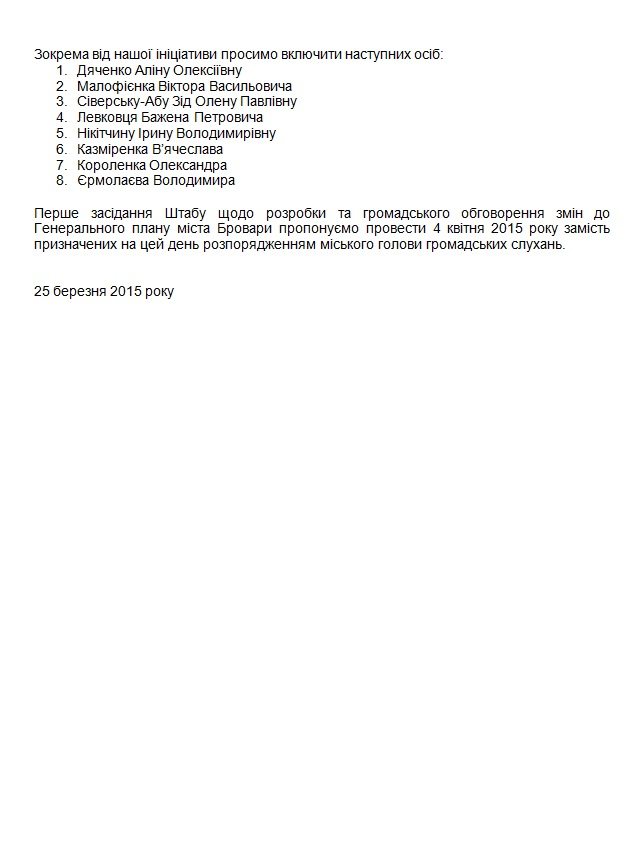 Зокрема від нашої ініціативи просимо включити наступних осіб:
1. Дяченко Аліну Олексіївну
2. Малофієнка Віктора Васильовича
3. Сіверську-Абу Зід Олену Павлівну
4. Левковця Бажена Петровича
5. Нікітчину Ірину Володимирівну
6. Казміренка В’ячеслава
7. Короленка Олександра
8. Єрмолаєва Володимира
Перше засідання Штабу щодо розробки та громадського обговорення змін до
Генерального плану міста Бровари пропонуємо провести 4 квітня 2015 року замість
призначених на цей день розпорядженням міського голови громадських слухань.
25 березня 2015 року